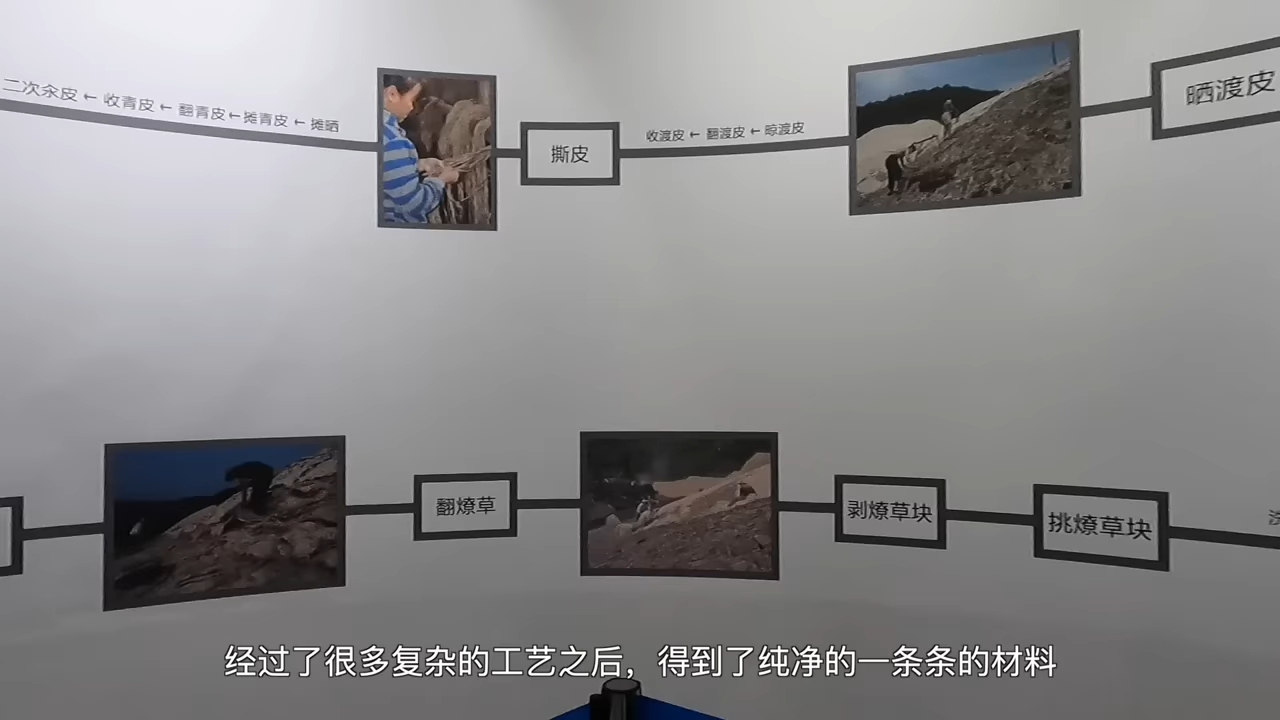 二次汆皮 ← 收青皮 ← 翻青皮 ← 摊青皮 ← 摊晒
撕皮
收渡皮 ← 翻渡皮 ← 晾渡皮
晒渡皮
翻燎草
剥燎草块
挑燎草块
经过了很多复杂的工艺之后，得到了纯净的一条条的材料